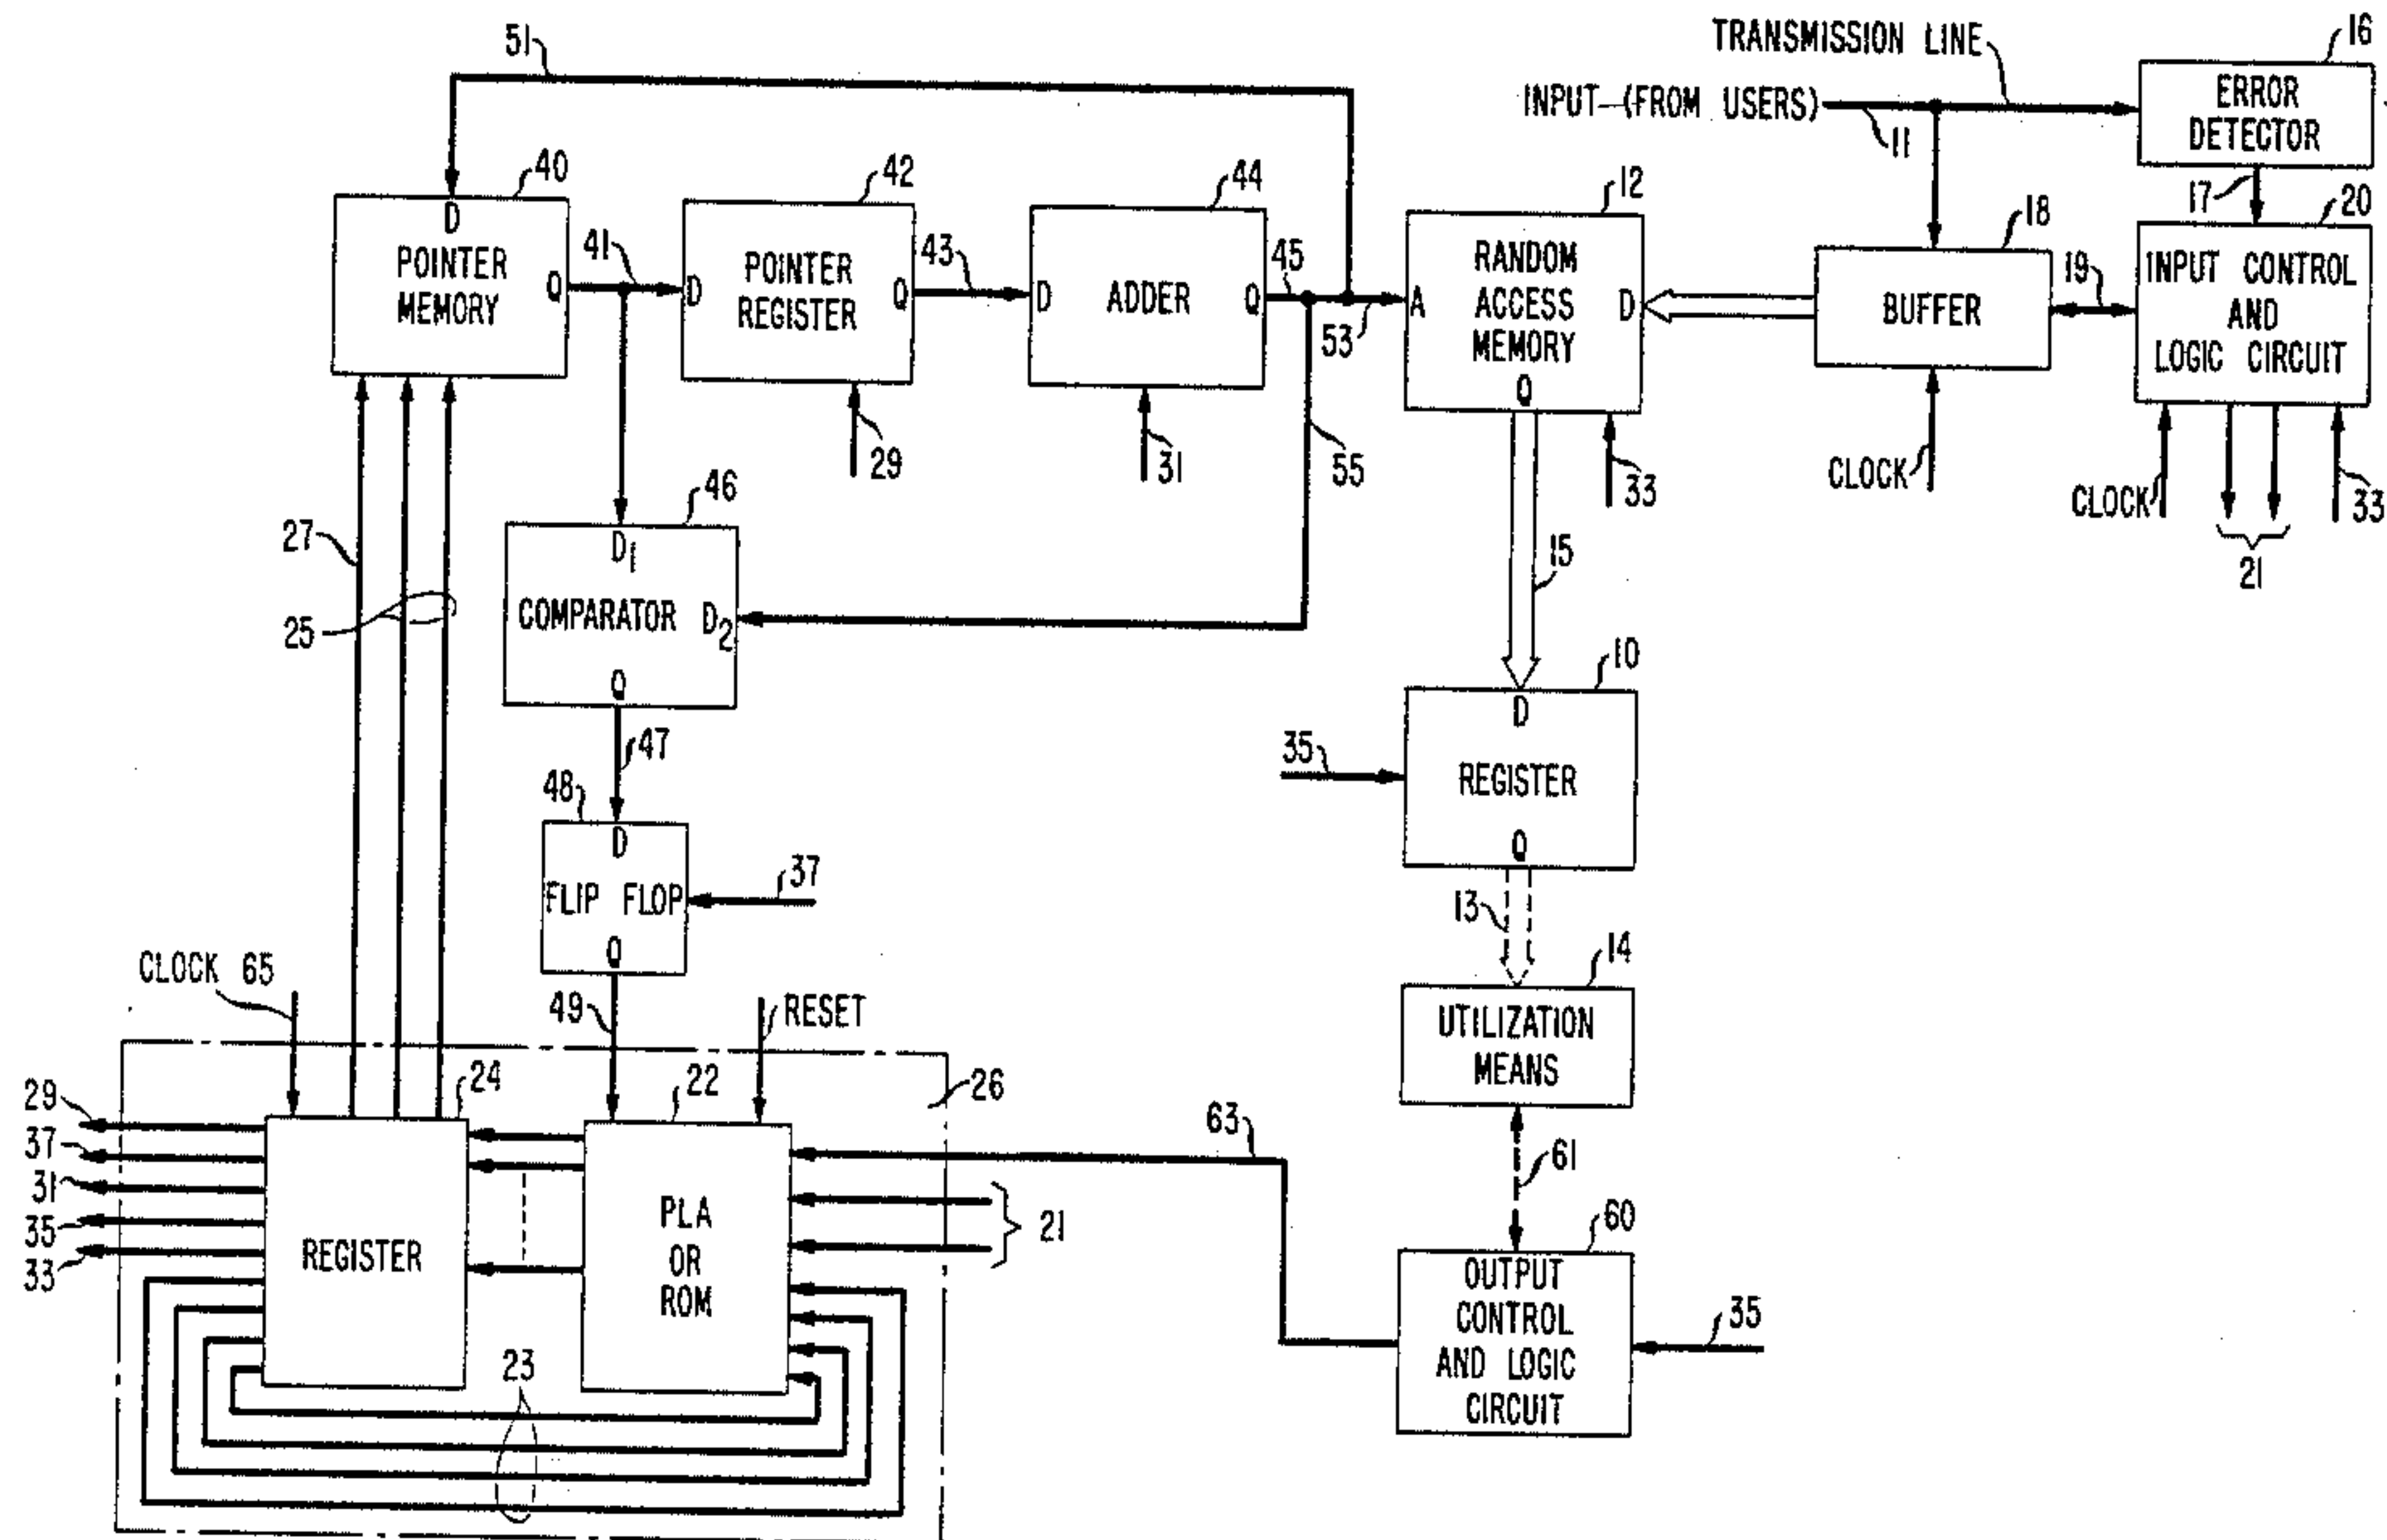 51
TRANSMISSION LINE
16
INPUT (FROM USERS)
11
ERROR
DETECTOR
17
20
40
D
POINTER
MEMORY
Q
41
42
D
POINTER
REGISTER
Q
43
44
D
ADDER
Q
45
53
12
A
RANDOM
ACCESS
MEMORY
D
Q
18
BUFFER
19
INPUT CONTROL
AND
LOGIC CIRCUIT
29
31
55
33
CLOCK
CLOCK
21
33
27
25
46
D1
COMPARATOR
D2
Q
15
47
10
35
D
REGISTER
Q
48
D
FLIP FLOP
Q
37
13
14
UTILIZATION
MEANS
CLOCK 65
49
RESET
26
24
22
29
37
31
35
33
REGISTER
PLA
OR
ROM
63
21
61
60
OUTPUT
CONTROL
AND LOGIC
CIRCUIT
35
23